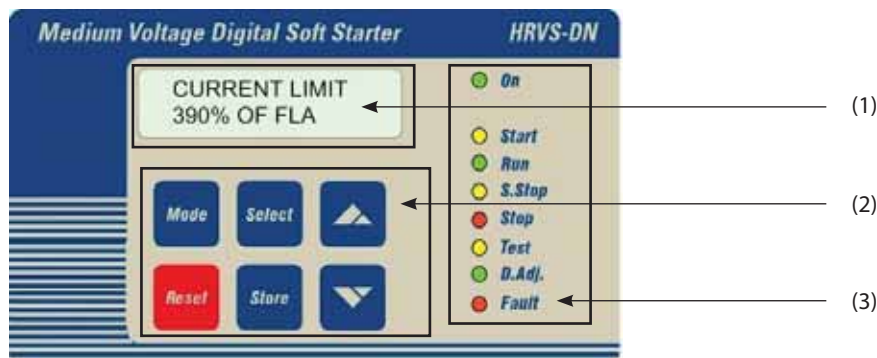 Medium Voltage Digital Soft Starter HRVS-DN
CURRENT LIMIT
390% OF FLA
On
Start
Run
S.Stop
Stop
Test
D.Adj.
Fault
Mode Select
Reset Store
(1)
(2)
(3)